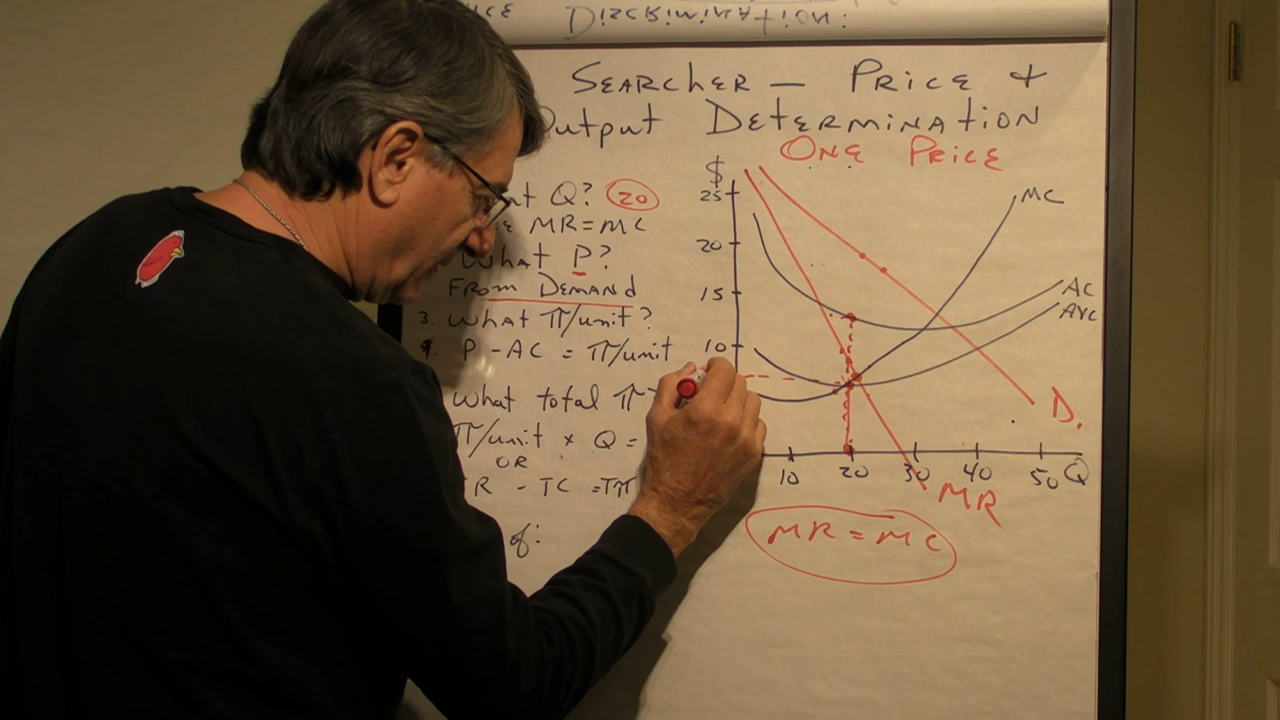 Discrimination:
Searcher — Price +
Output Determination
One Price
Q? 20
MR = MC
What P?
From Demand
3. What π/unit?
4. P - AC = π/unit
What total π
π/unit x Q =
OR
TR - TC = Tπ
of:
$
25
20
15
10
MC
AC
AVC
D.
10 20 30 40 50 Q
MR
MR = MC